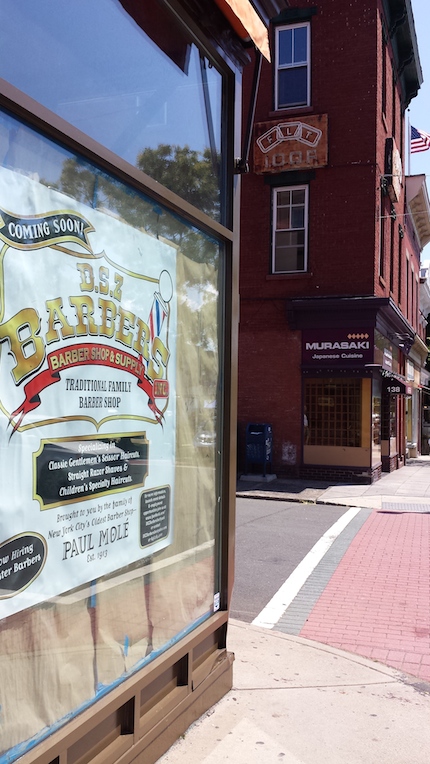 COMING SOON!
D.S.Z
BARBERS
BARBER SHOP & SUPPLY
INC
TRADITIONAL FAMILY
BARBER SHOP
Specializing in
Classic Gentlemen's Scissor Haircuts,
Straight Razor Shaves &
Children's Specialty Haircuts.
Brought to you by the family of
New York City's Oldest Barber Shop
PAUL MOLÉ
Est. 1913
Now Hiring
Barbers
F.L.T.
IOOF
MURASAKI
Japanese Cuisine
138